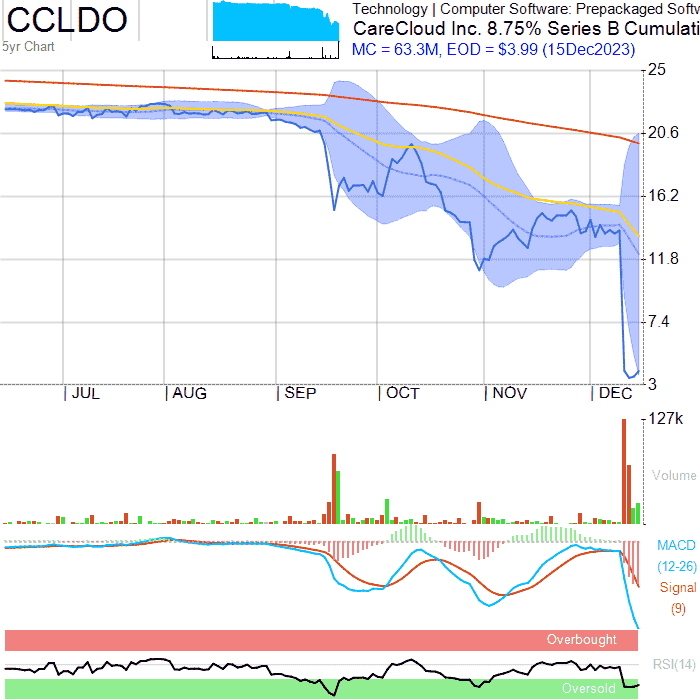 CCLDO
5yr Chart
Technology | Computer Software: Prepackaged Softw
CareCloud Inc. 8.75% Series B Cumulati
MC = 63.3M, EOD = $3.99 (15Dec2023)
25
20.6
16.2
11.8
7.4
3
JUL
AUG
SEP
OCT
NOV
DEC
127k
Volume
MACD
(12-26)
Signal
(9)
Overbought
RSI(14)
Oversold